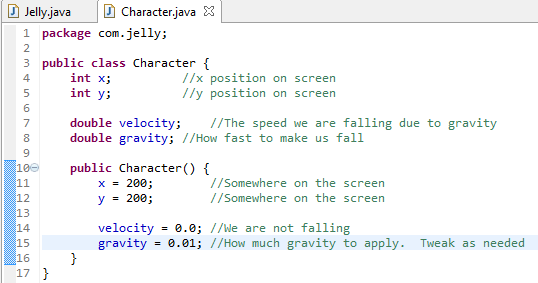 Jelly.java Character.java
1 package com.jelly;
2
3 public class Character {
4 int x; //x position on screen
5 int y; //y position on screen
6
7 double velocity; //The speed we are falling due to gravity
8 double gravity; //How fast to make us fall
9
10 public Character() {
11 x = 200; //Somewhere on the screen
12 y = 200; //Somewhere on the screen
13
14 velocity = 0.0; //We are not falling
15 gravity = 0.01; //How much gravity to apply.  Tweak as needed
16 }
17 }